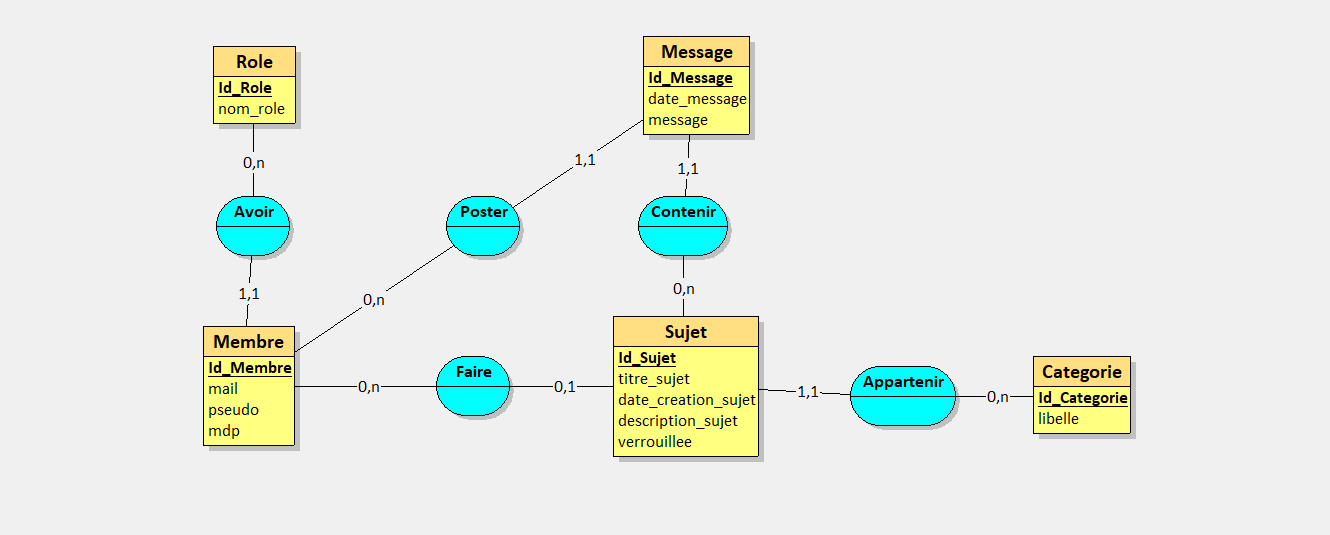 Role
Id_Role
nom_role
Message
Id_Message
date_message
message
0,n
1,1
1,1
Avoir
Poster
Contenir
1,1
0,n
0,n
Membre
Id_Membre
mail
pseudo
mdp
0,n
Faire
0,1
Sujet
Id_Sujet
titre_sujet
date_creation_sujet
description_sujet
verrouillee
1,1
Appartenir
0,n
Categorie
Id_Categorie
libelle